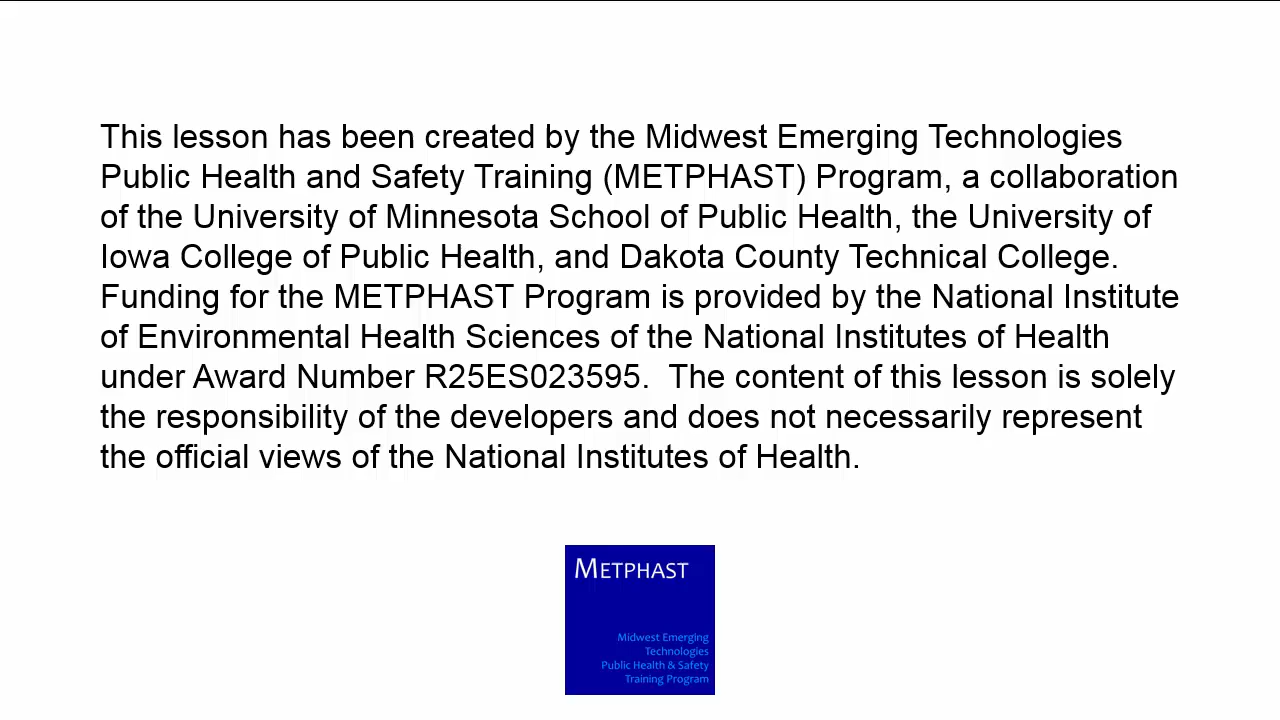 This lesson has been created by the Midwest Emerging Technologies
Public Health and Safety Training (METPHAST) Program, a collaboration
of the University of Minnesota School of Public Health, the University of
Iowa College of Public Health, and Dakota County Technical College.
Funding for the METPHAST Program is provided by the National Institute
of Environmental Health Sciences of the National Institutes of Health
under Award Number R25ES023595.  The content of this lesson is solely
the responsibility of the developers and does not necessarily represent
the official views of the National Institutes of Health.
METPHAST
Midwest Emerging
Technologies
Public Health & Safety
Training Program